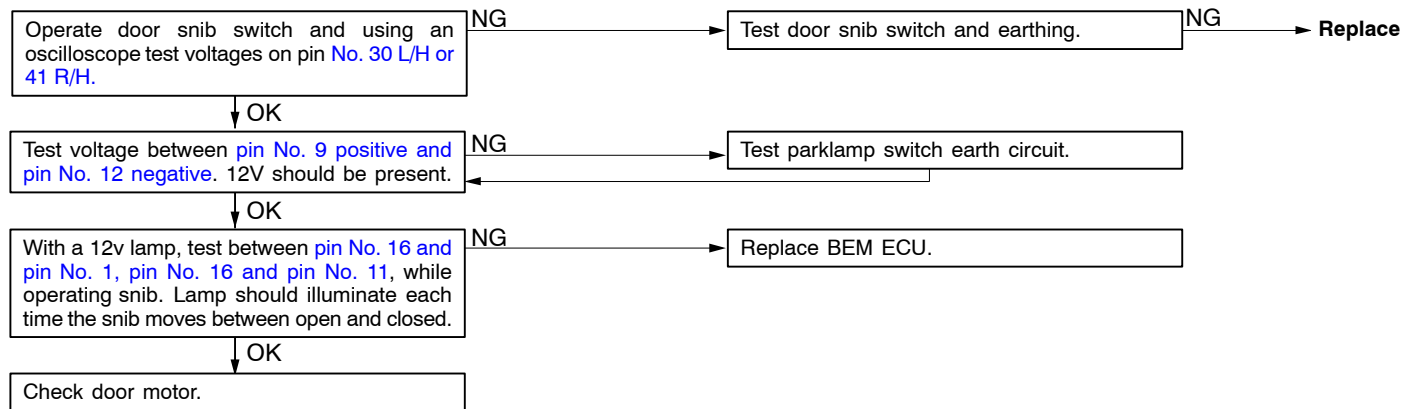 Operate door snib switch and using an
oscilloscope test voltages on pin No. 30 L/H or
41 R/H.
NG
Test door snib switch and earthing.
NG
Replace
OK
Test voltage between pin No. 9 positive and
pin No. 12 negative. 12V should be present.
NG
Test parklamp switch earth circuit.
OK
With a 12v lamp, test between pin No. 16 and
pin No. 1, pin No. 16 and pin No. 11, while
operating snib. Lamp should illuminate each
time the snib moves between open and closed.
NG
Replace BEM ECU.
OK
Check door motor.